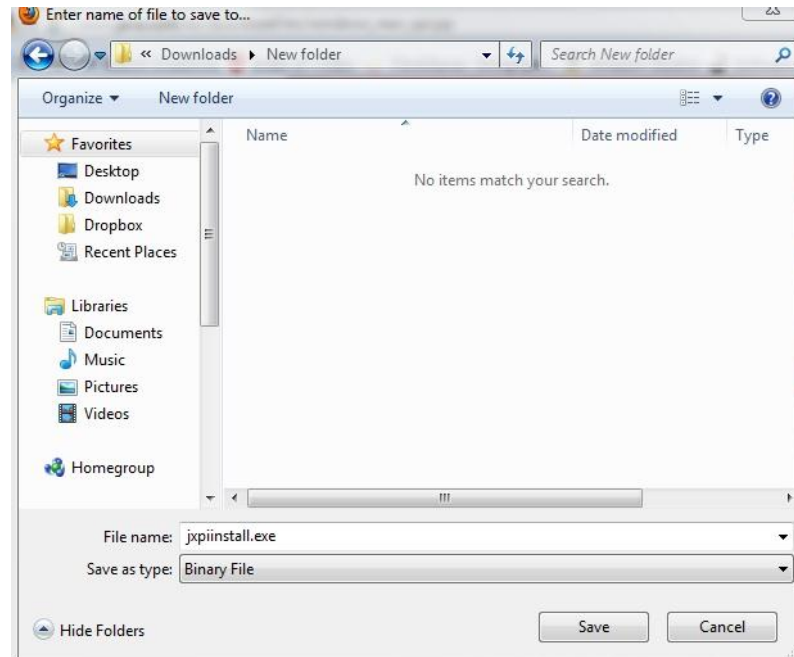 Enter name of file to save to...
« Downloads New folder
Search New folder
Organize
New folder
Name
Date modified
Type
No items match your search.
Favorites
Desktop
Downloads
Dropbox
Recent Places
Libraries
Documents
Music
Pictures
Videos
Homegroup
File name: jxpiinstall.exe
Save as type: Binary File
Hide Folders
Save
Cancel